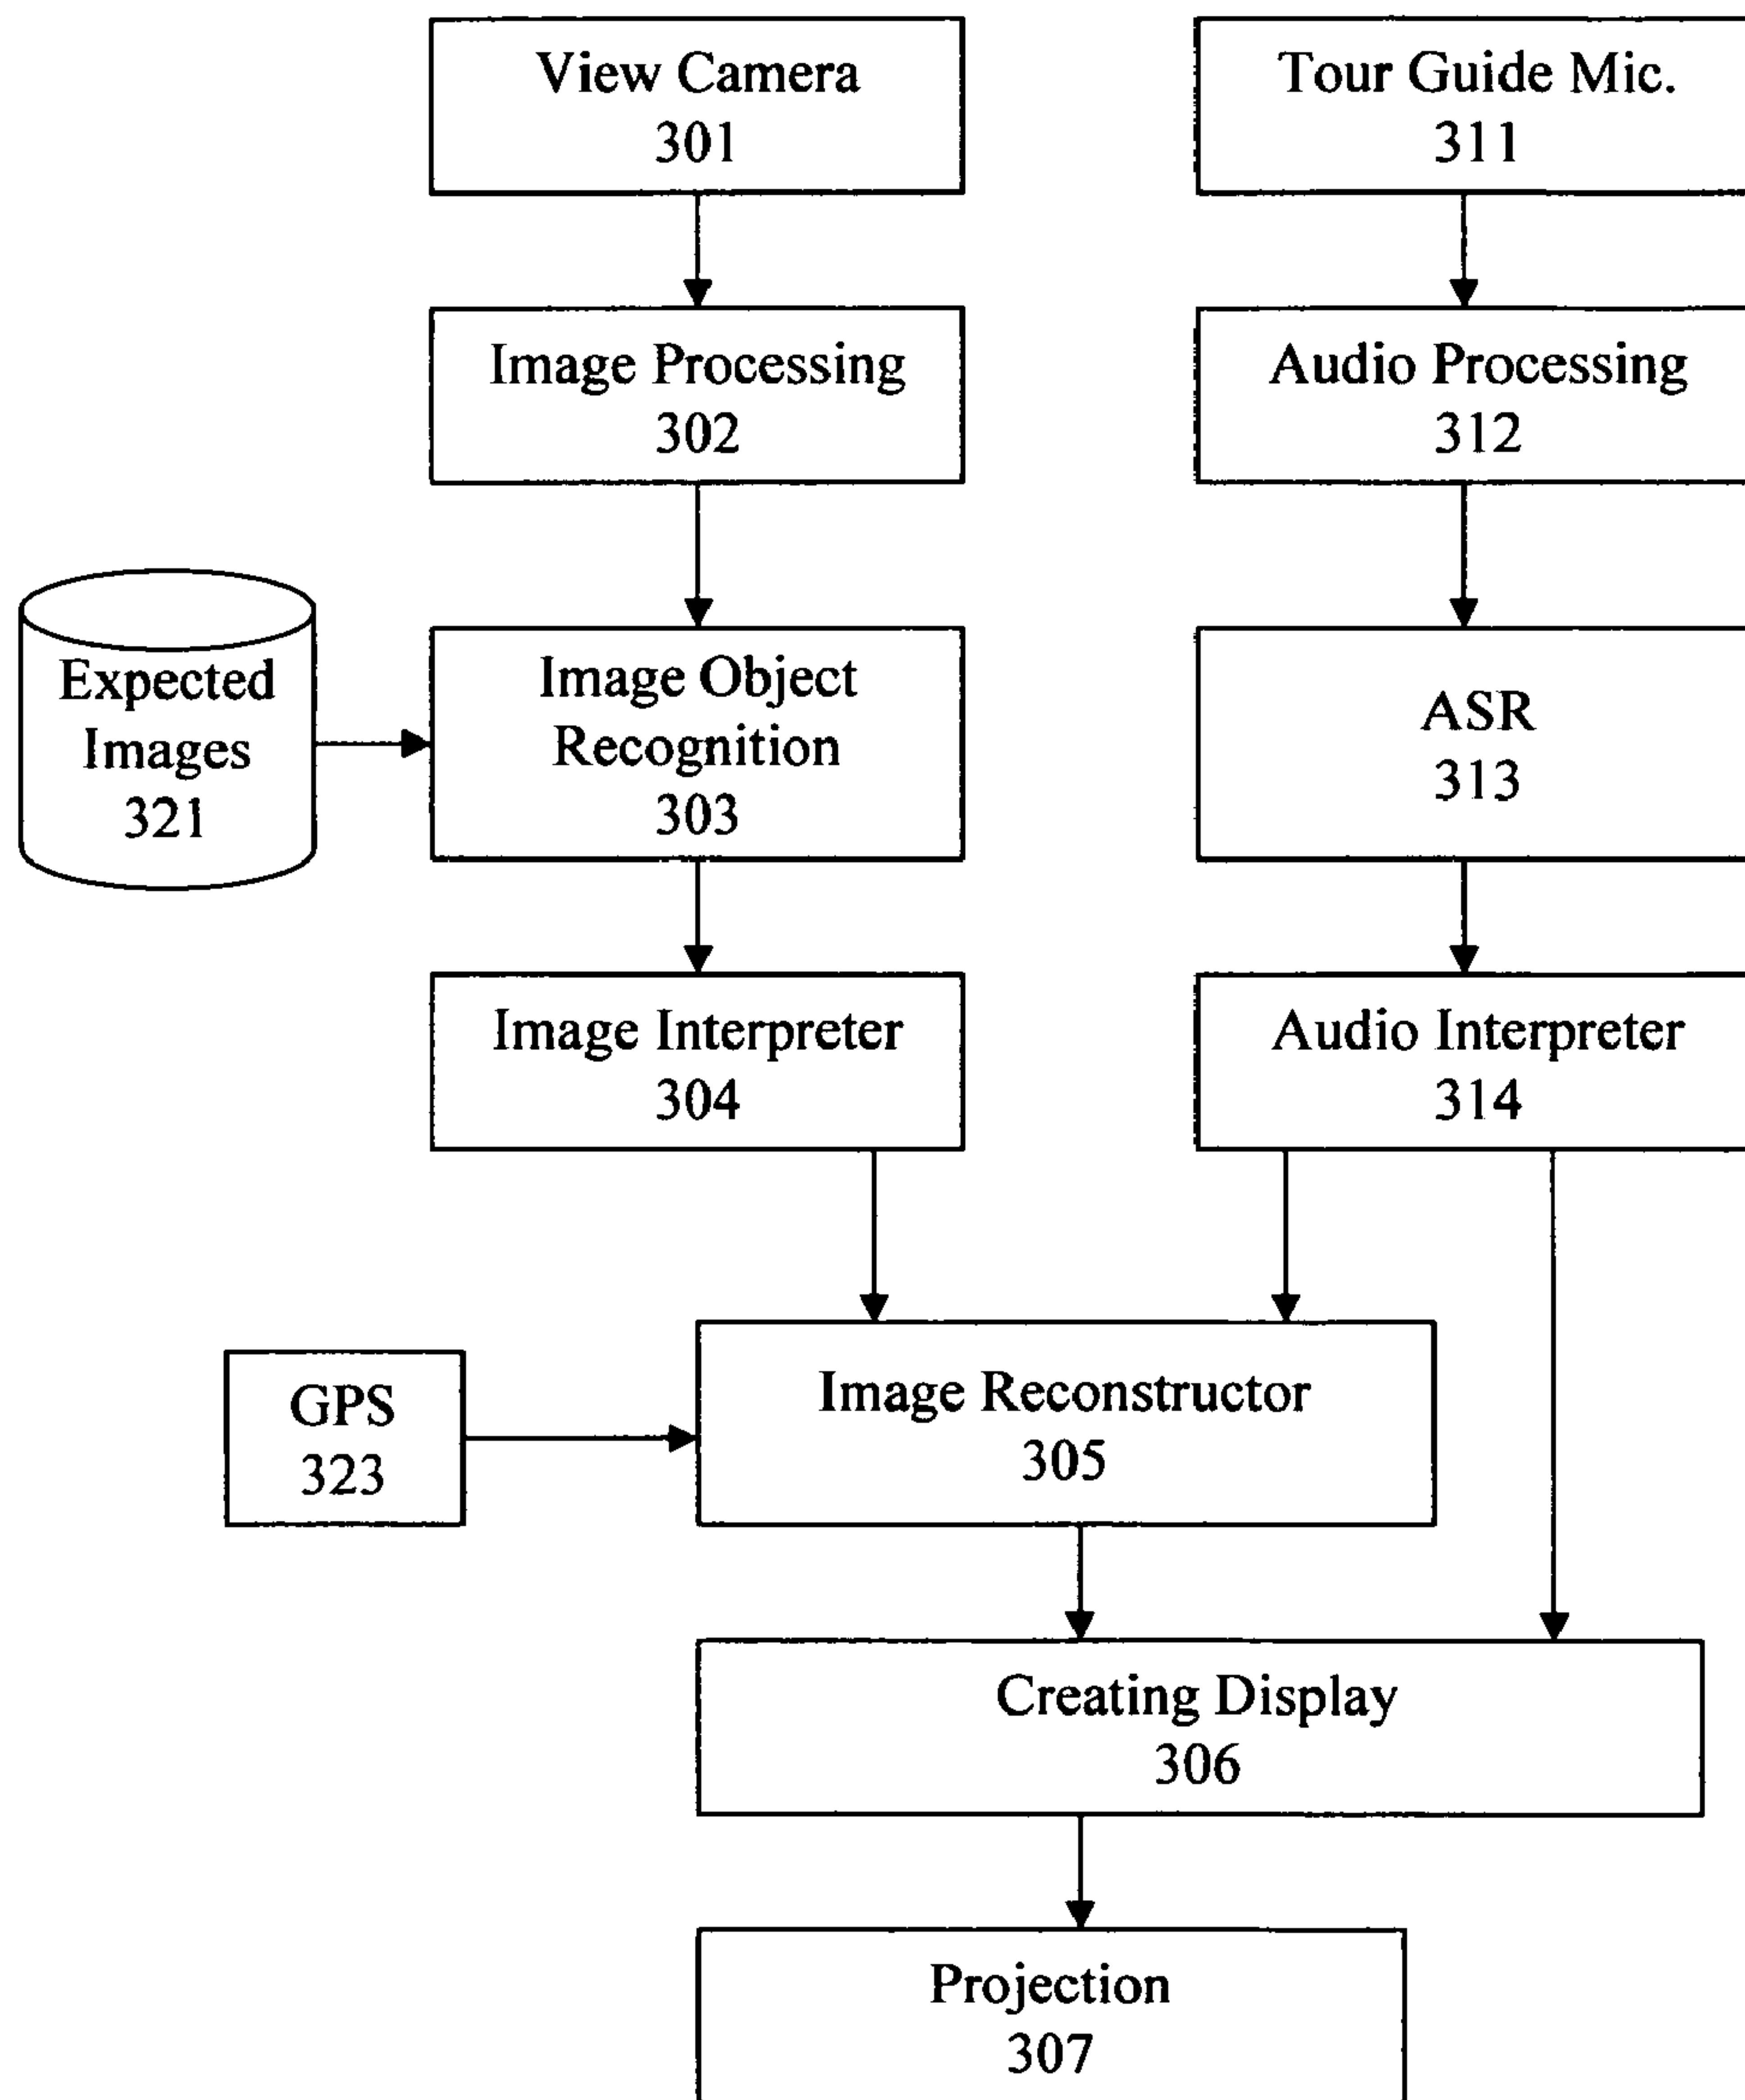 View Camera
301
Tour Guide Mic.
311
Image Processing
302
Audio Processing
312
Expected
Images
321
Image Object
Recognition
303
ASR
313
Image Interpreter
304
Audio Interpreter
314
GPS
323
Image Reconstructor
305
Creating Display
306
Projection
307